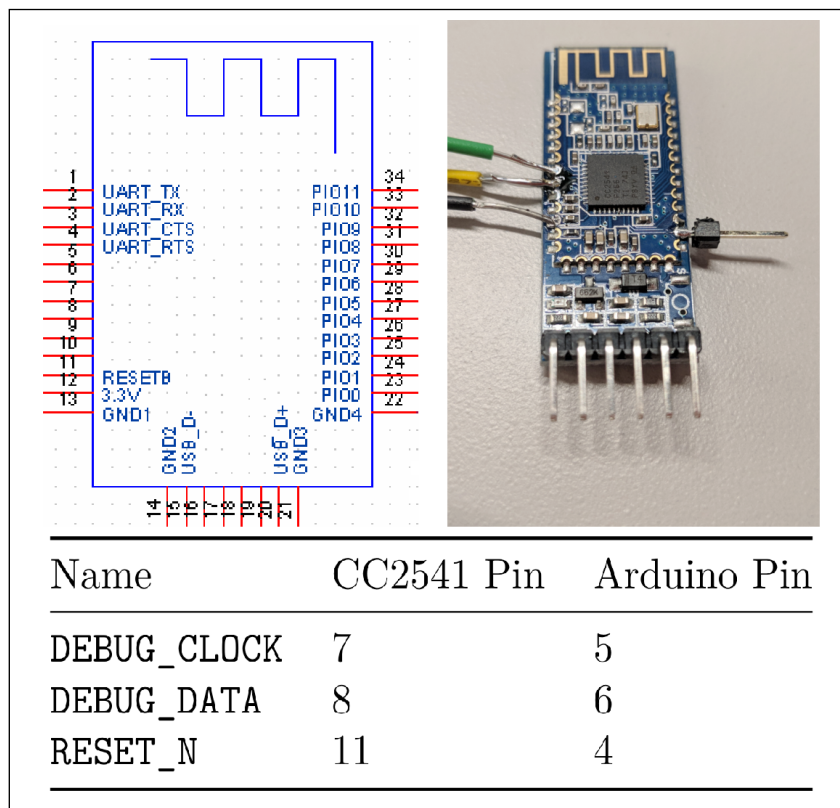 1 UART_TX PIO11 34
2 UART_RX PIO10 33
3 UART_CTS PIO9 32
4 UART_RTS PIO8 31
5 PIO7 30
6 PIO6 29
7 PIO5 28
8 PIO4 27
9 PIO3 26
10 PIO2 25
11 RESETB PIO1 24
12 3.3V PIO0 23
13 GND1 GND4 22
GND2 USB_D- USB_D+ GND3
14 15 16 17 18 19 20 21
CC2541
Name CC2541 Pin Arduino Pin
DEBUG_CLOCK 7 5
DEBUG_DATA 8 6
RESET_N 11 4